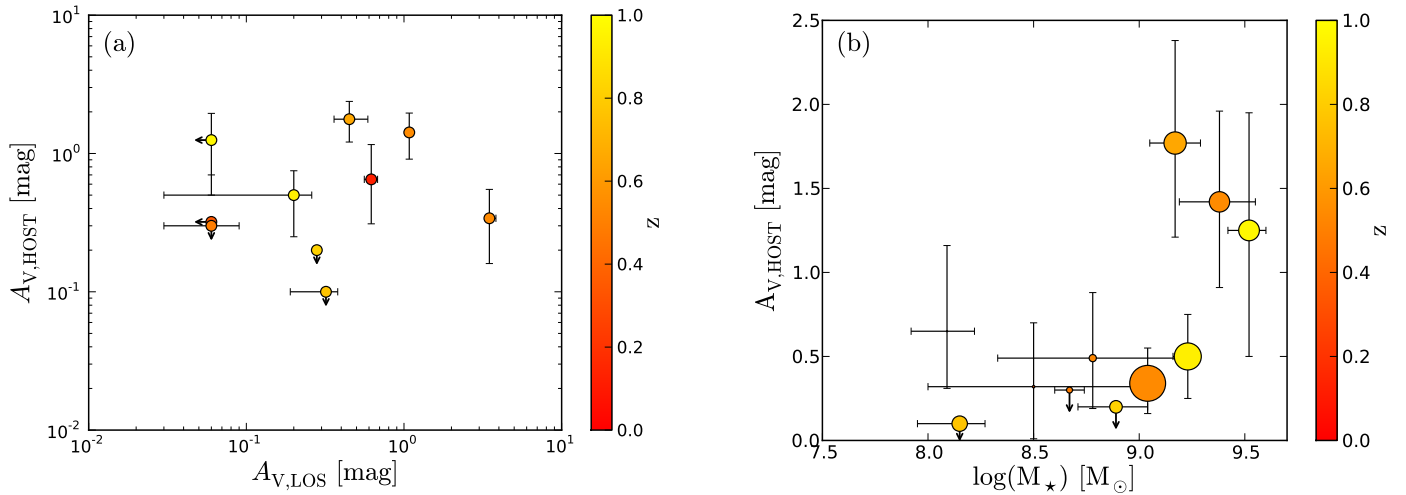 (a)
10^1
10^0
10^-1
10^-2
10^-2 10^-1 10^0 10^1
A_V,HOST [mag]
A_V,LOS [mag]
1.0
0.8
0.6
0.4
0.2
0.0
z
(b)
2.5
2.0
1.5
1.0
0.5
0.0
7.5 8.0 8.5 9.0 9.5
A_V,HOST [mag]
log(M_⋆) [M_⊙]
1.0
0.8
0.6
0.4
0.2
0.0
z